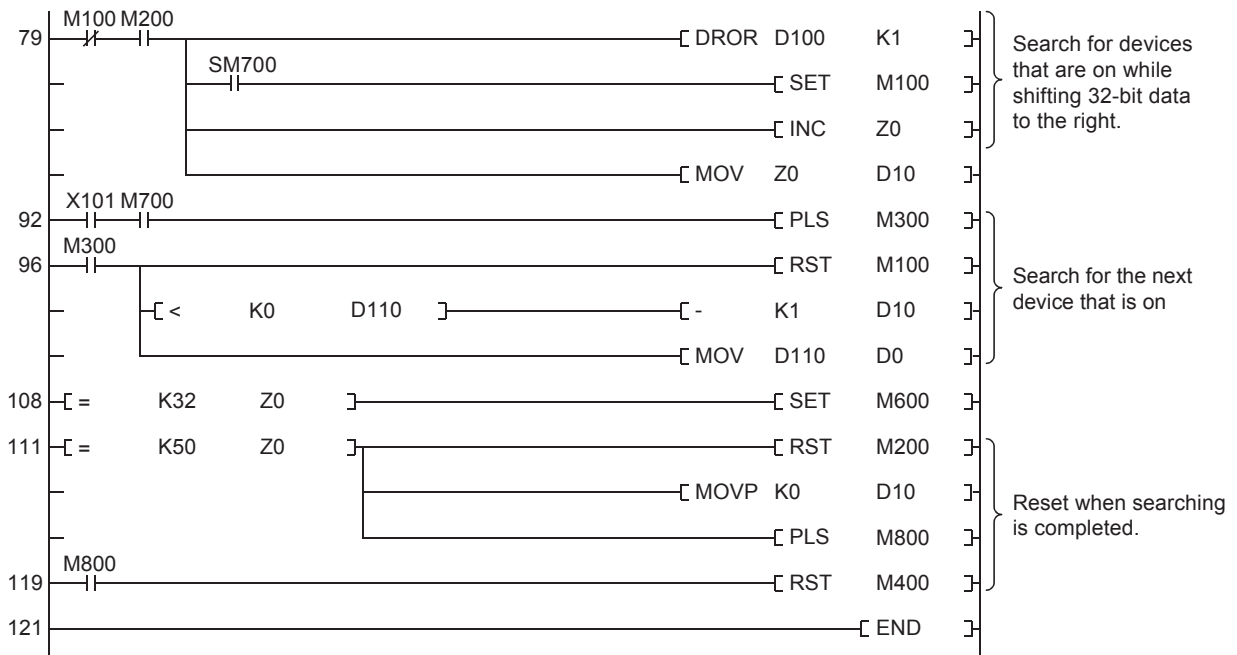 M100 M200
79 [ DROR D100 K1 ]
SM700
[ SET M100 ]
[ INC Z0 ]
[ MOV Z0 D10 ]
Search for devices
that are on while
shifting 32-bit data
to the right.
X101 M700
92 [ PLS M300 ]
M300
96 [ RST M100 ]
[ < K0 D110 ] [ - K1 D10 ]
[ MOV D110 D0 ]
Search for the next
device that is on
108 [ = K32 Z0 ] [ SET M600 ]
111 [ = K50 Z0 ] [ RST M200 ]
[ MOVP K0 D10 ]
[ PLS M800 ]
M800
119 [ RST M400 ]
Reset when searching
is completed.
121 [ END ]